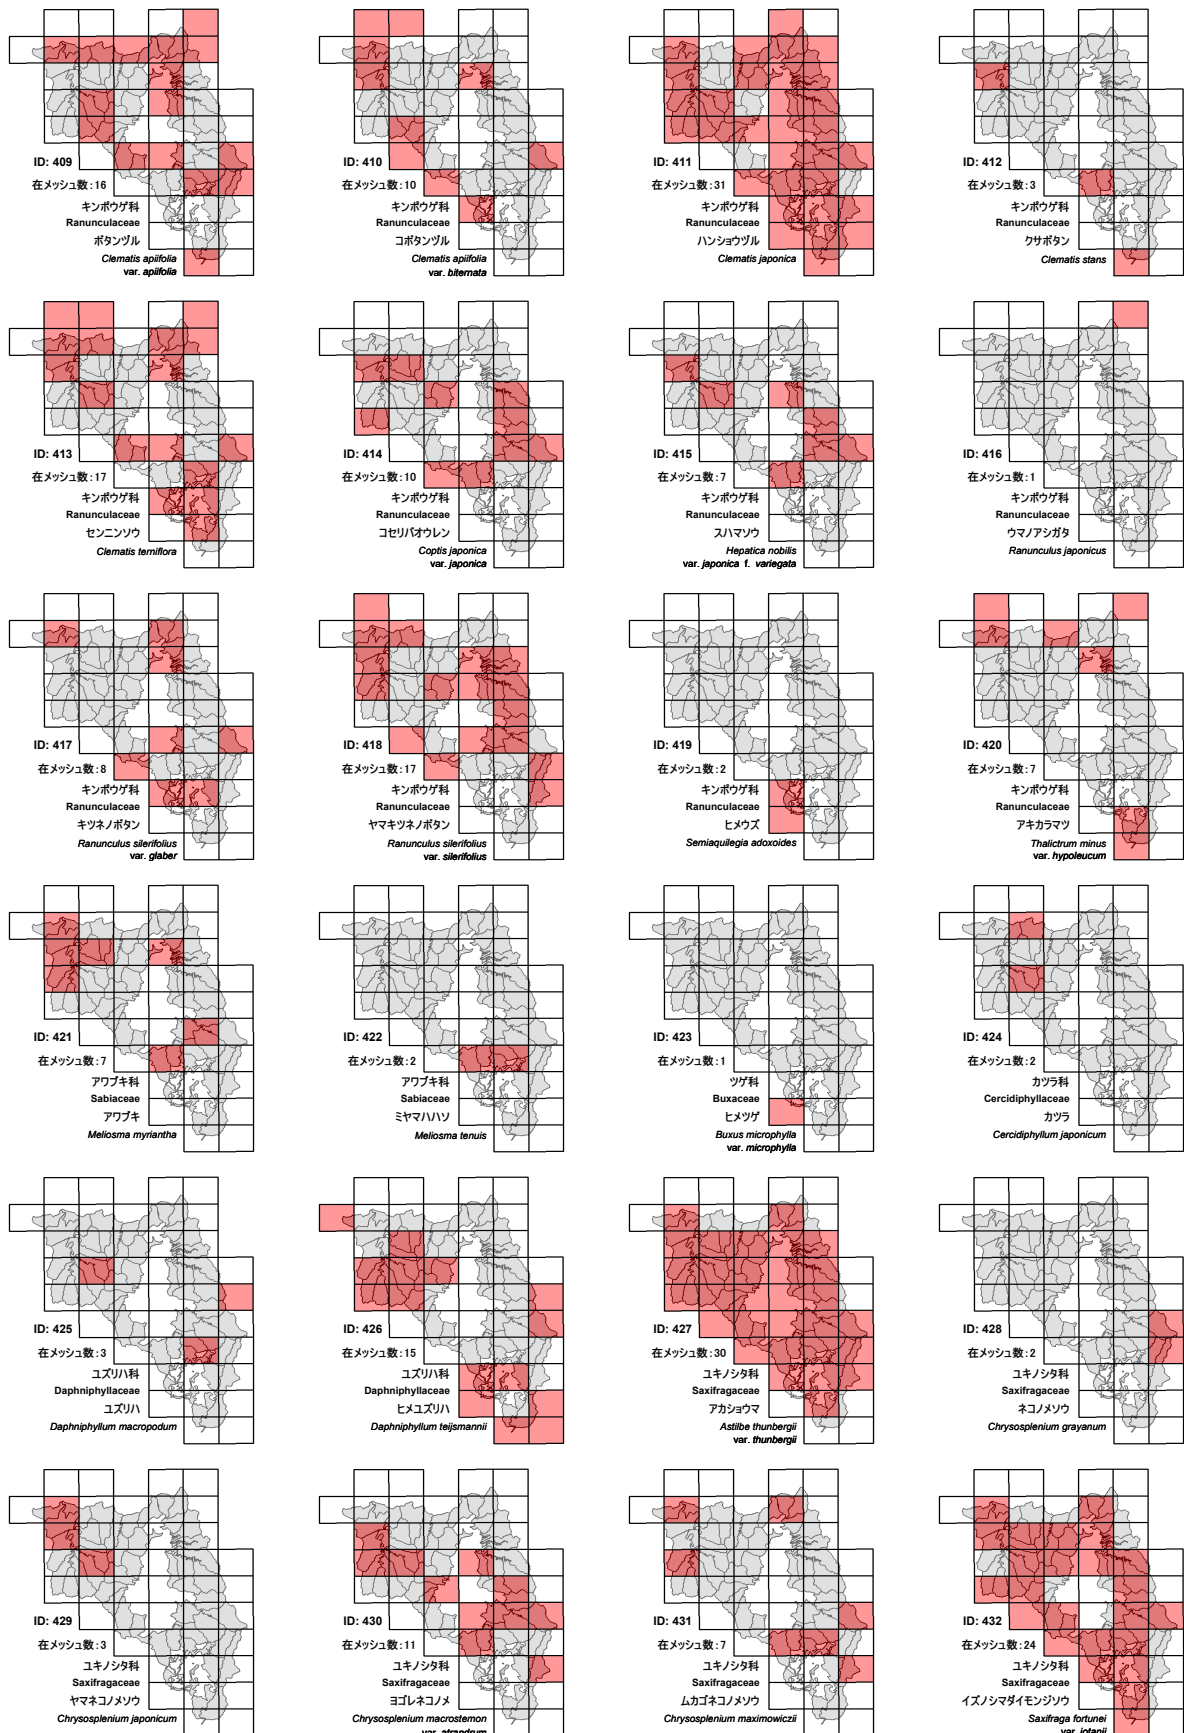 ID: 409
在メッシュ数:16
キンポウゲ科
Ranunculaceae
ボタンヅル
Clematis apiifolia
var. apiifolia
ID: 410
在メッシュ数:10
キンポウゲ科
Ranunculaceae
コボタンヅル
Clematis apiifolia
var. biternata
ID: 411
在メッシュ数:31
キンポウゲ科
Ranunculaceae
ハンショウヅル
Clematis japonica
ID: 412
在メッシュ数:3
キンポウゲ科
Ranunculaceae
クサボタン
Clematis stans
ID: 413
在メッシュ数:17
キンポウゲ科
Ranunculaceae
センニンソウ
Clematis terniflora
ID: 414
在メッシュ数:10
キンポウゲ科
Ranunculaceae
コセリバオウレン
Coptis japonica
var. japonica
ID: 415
在メッシュ数:7
キンポウゲ科
Ranunculaceae
スハマソウ
Hepatica nobilis
var. japonica f. variegata
ID: 416
在メッシュ数:1
キンポウゲ科
Ranunculaceae
ウマノアシガタ
Ranunculus japonicus
ID: 417
在メッシュ数:8
キンポウゲ科
Ranunculaceae
キツネノボタン
Ranunculus silerifolius
var. glaber
ID: 418
在メッシュ数:17
キンポウゲ科
Ranunculaceae
ヤマキツネノボタン
Ranunculus silerifolius
var. silerifolius
ID: 419
在メッシュ数:2
キンポウゲ科
Ranunculaceae
ヒメウズ
Semiaquilegia adoxoides
ID: 420
在メッシュ数:7
キンポウゲ科
Ranunculaceae
アキカラマツ
Thalictrum minus
var. hypoleucum
ID: 421
在メッシュ数:7
アワブキ科
Sabiaceae
アワブキ
Meliosma myriantha
ID: 422
在メッシュ数:2
アワブキ科
Sabiaceae
ミヤマハハソ
Meliosma tenuis
ID: 423
在メッシュ数:1
ツゲ科
Buxaceae
ヒメツゲ
Buxus microphylla
var. microphylla
ID: 424
在メッシュ数:2
カツラ科
Cercidiphyllaceae
カツラ
Cercidiphyllum japonicum
ID: 425
在メッシュ数:3
ユズリハ科
Daphniphyllaceae
ユズリハ
Daphniphyllum macropodum
ID: 426
在メッシュ数:15
ユズリハ科
Daphniphyllaceae
ヒメユズリハ
Daphniphyllum teijsmannii
ID: 427
在メッシュ数:30
ユキノシタ科
Saxifragaceae
アカショウマ
Astilbe thunbergii
var. thunbergii
ID: 428
在メッシュ数:2
ユキノシタ科
Saxifragaceae
ネコノメソウ
Chrysosplenium grayanum
ID: 429
在メッシュ数:3
ユキノシタ科
Saxifragaceae
ヤマネコノメソウ
Chrysosplenium japonicum
ID: 430
在メッシュ数:11
ユキノシタ科
Saxifragaceae
ヨゴレネコノメ
Chrysosplenium macrostemon
var. atrandrum
ID: 431
在メッシュ数:7
ユキノシタ科
Saxifragaceae
ムカゴネコノメソウ
Chrysosplenium maximowiczii
ID: 432
在メッシュ数:24
ユキノシタ科
Saxifragaceae
イズノシマダイモンジソウ
Saxifraga fortunei
var. jotanii